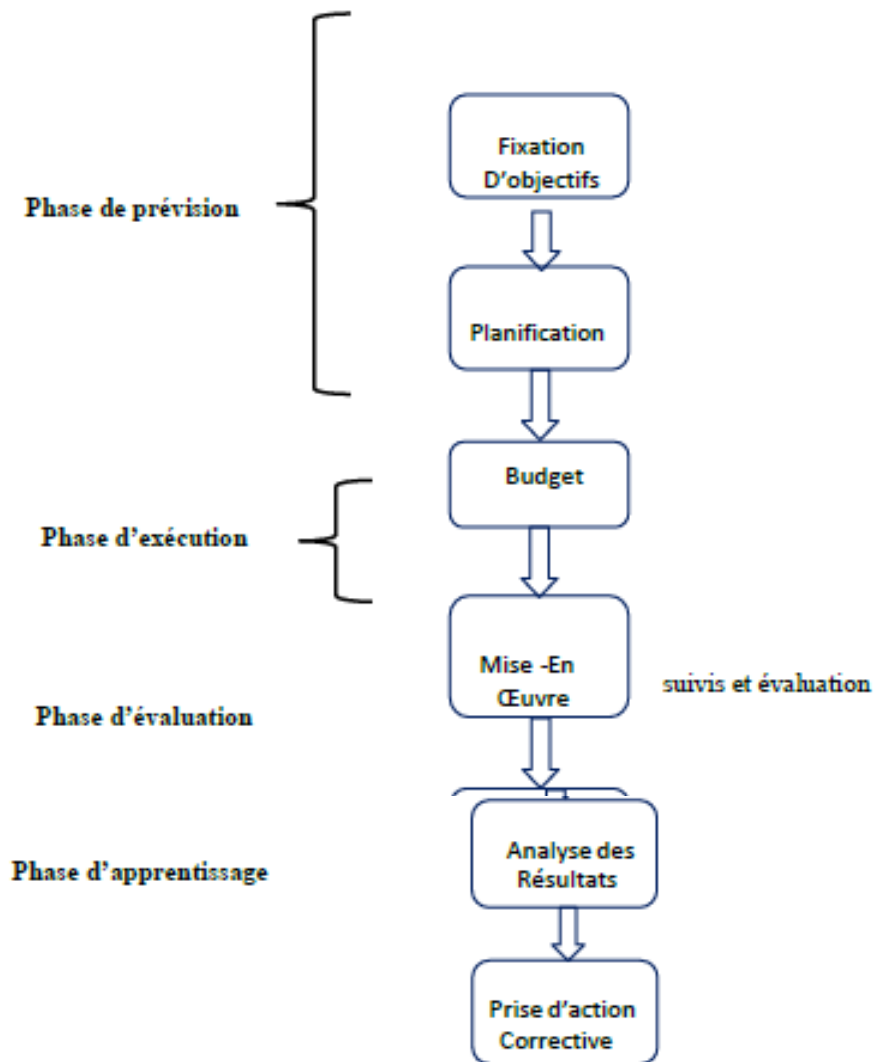 Fixation
D'objectifs
Phase de prévision
Planification
Budget
Phase d'exécution
Mise -En
Œuvre
suivis et évaluation
Phase d'évaluation
Analyse des
Résultats
Phase d'apprentissage
Prise d'action
Corrective